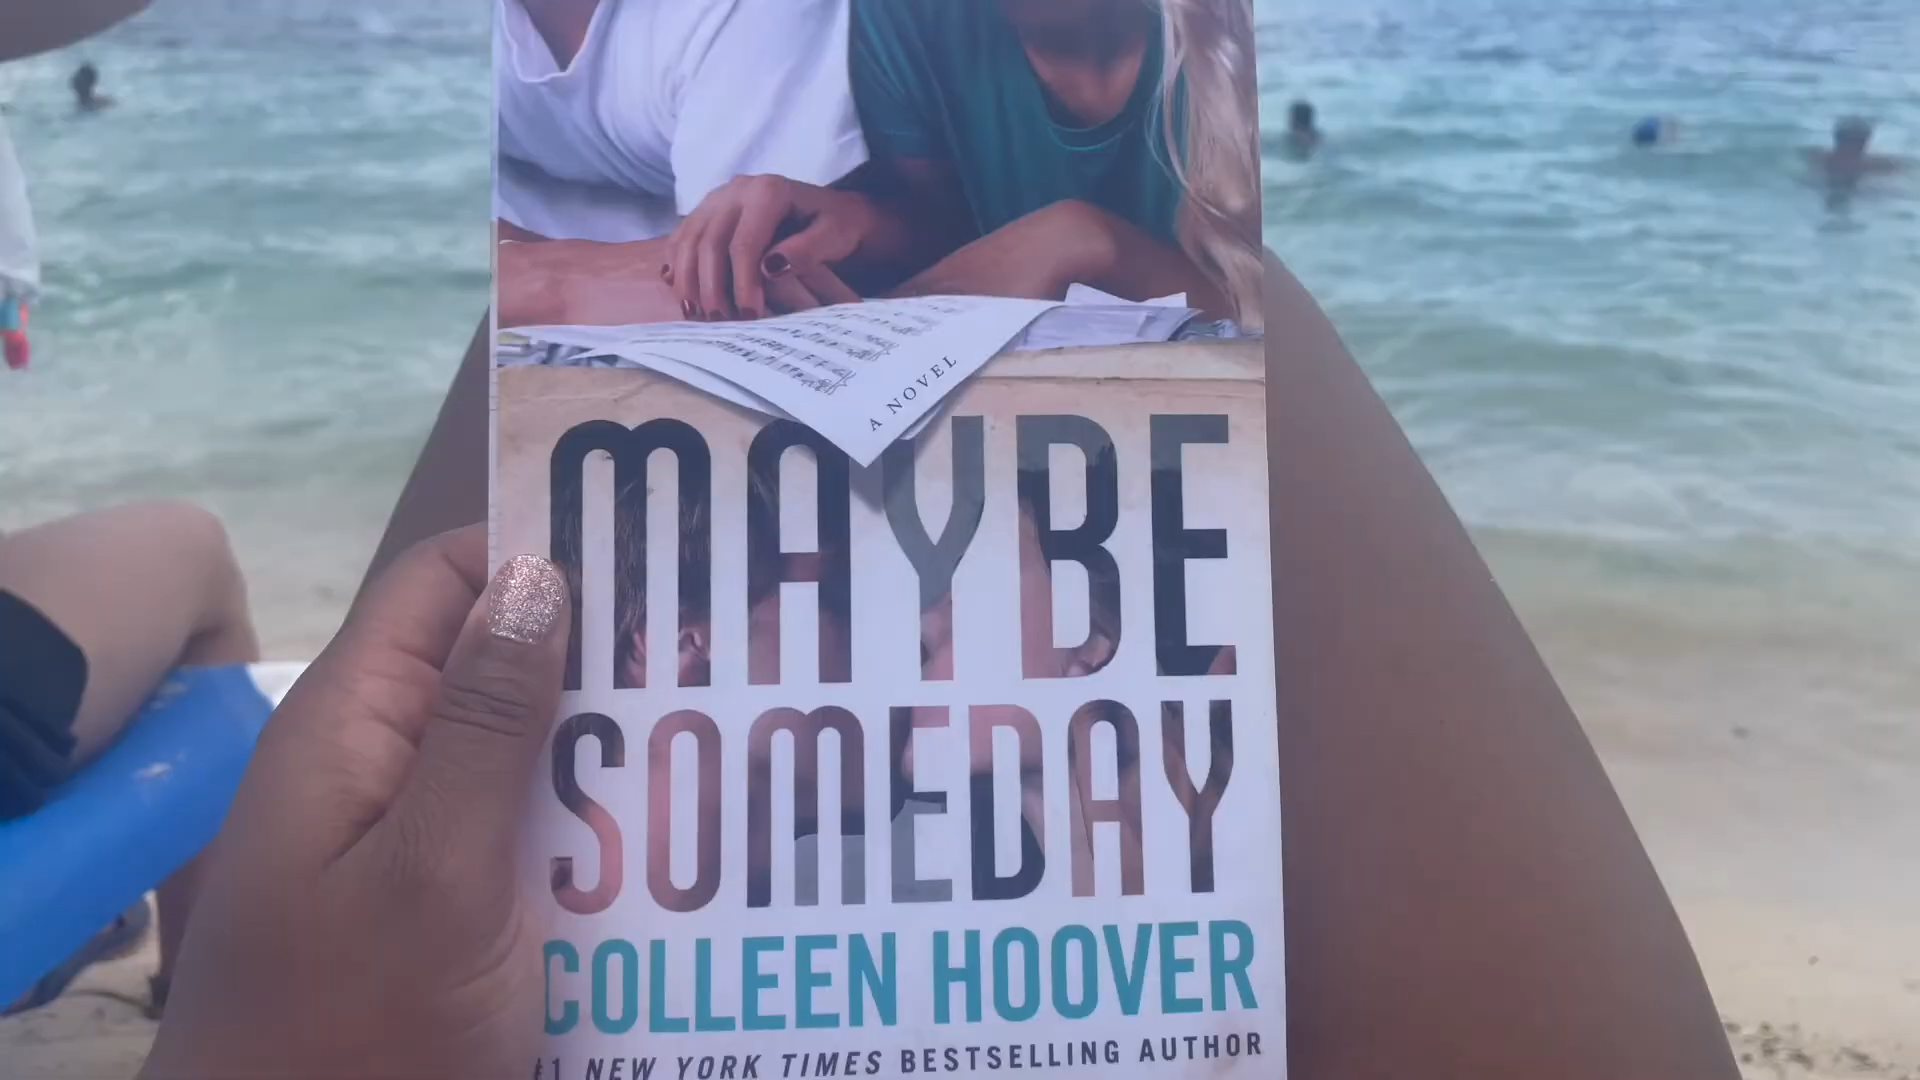 A NOVEL
MAYBE
SOMEDAY
COLLEEN HOOVER
#1 NEW YORK TIMES BESTSELLING AUTHOR